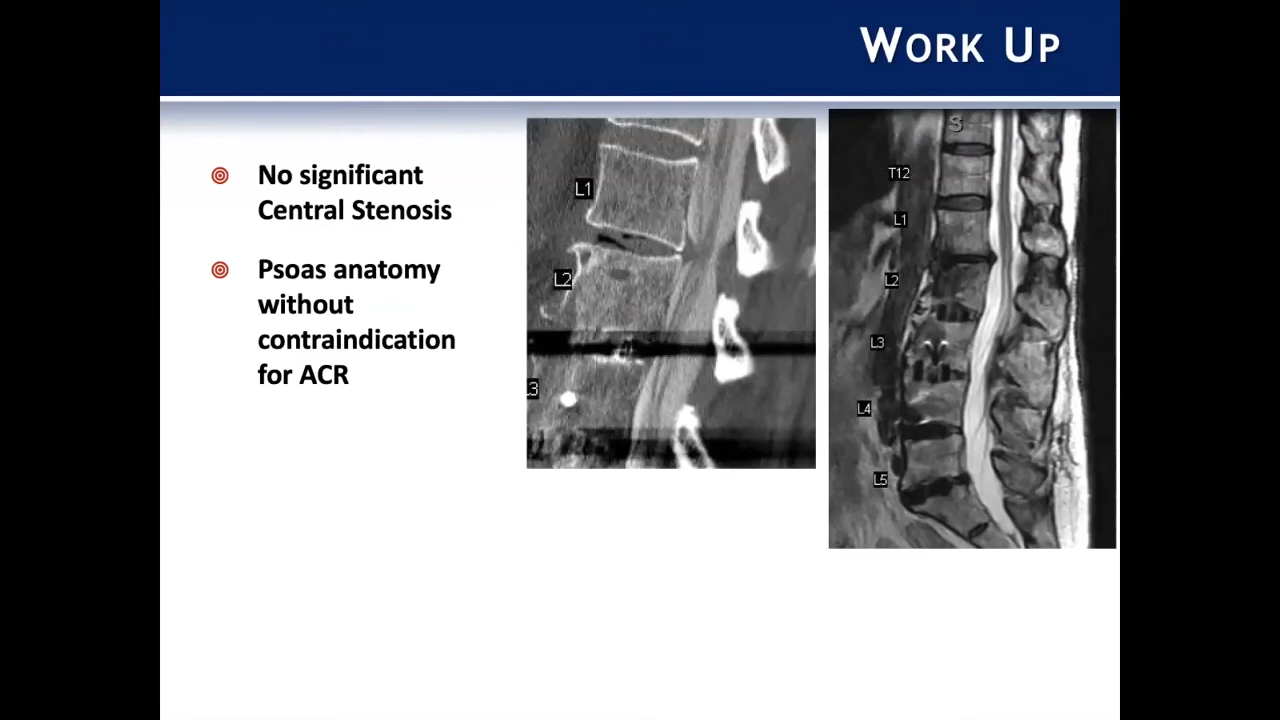 WORK UP
No significant
Central Stenosis
Psoas anatomy
without
contraindication
for ACR
L1
L2
L3
S
T12
L1
L2
L3
L4
L5